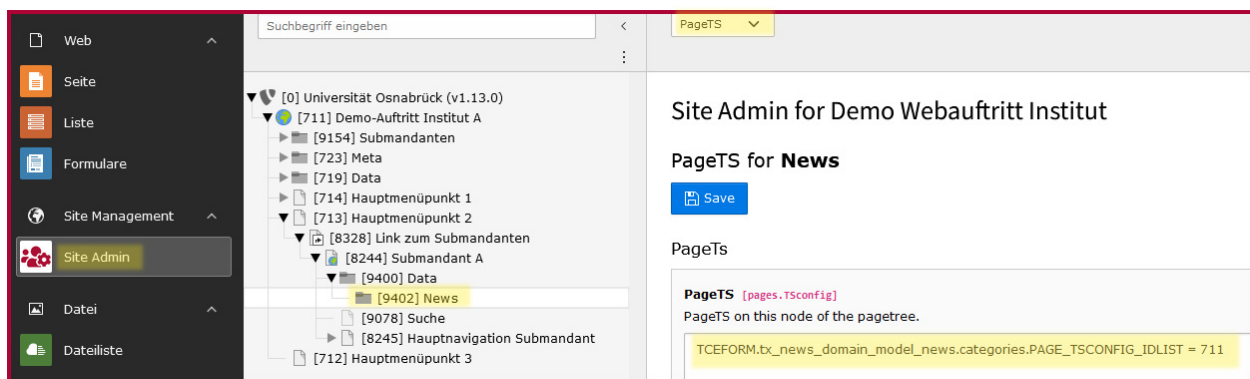 Web
Seite
Liste
Formulare
Site Management
Site Admin
Datei
Dateiliste
Suchbegriff eingeben
[0] Universität Osnabrück (v1.13.0)
[711] Demo-Auftritt Institut A
[9154] Submandanten
[723] Meta
[719] Data
[714] Hauptmenüpunkt 1
[713] Hauptmenüpunkt 2
[8328] Link zum Submandanten
[8244] Submandant A
[9400] Data
[9402] News
[9078] Suche
[8245] Hauptnavigation Submandant
[712] Hauptmenüpunkt 3
PageTS
Site Admin for Demo Webauftritt Institut
PageTS for News
Save
PageTs
PageTS [pages.TSconfig]
PageTS on this node of the pagetree.
TCEFORM.tx_news_domain_model_news.categories.PAGE_TSCONFIG_IDLIST = 711